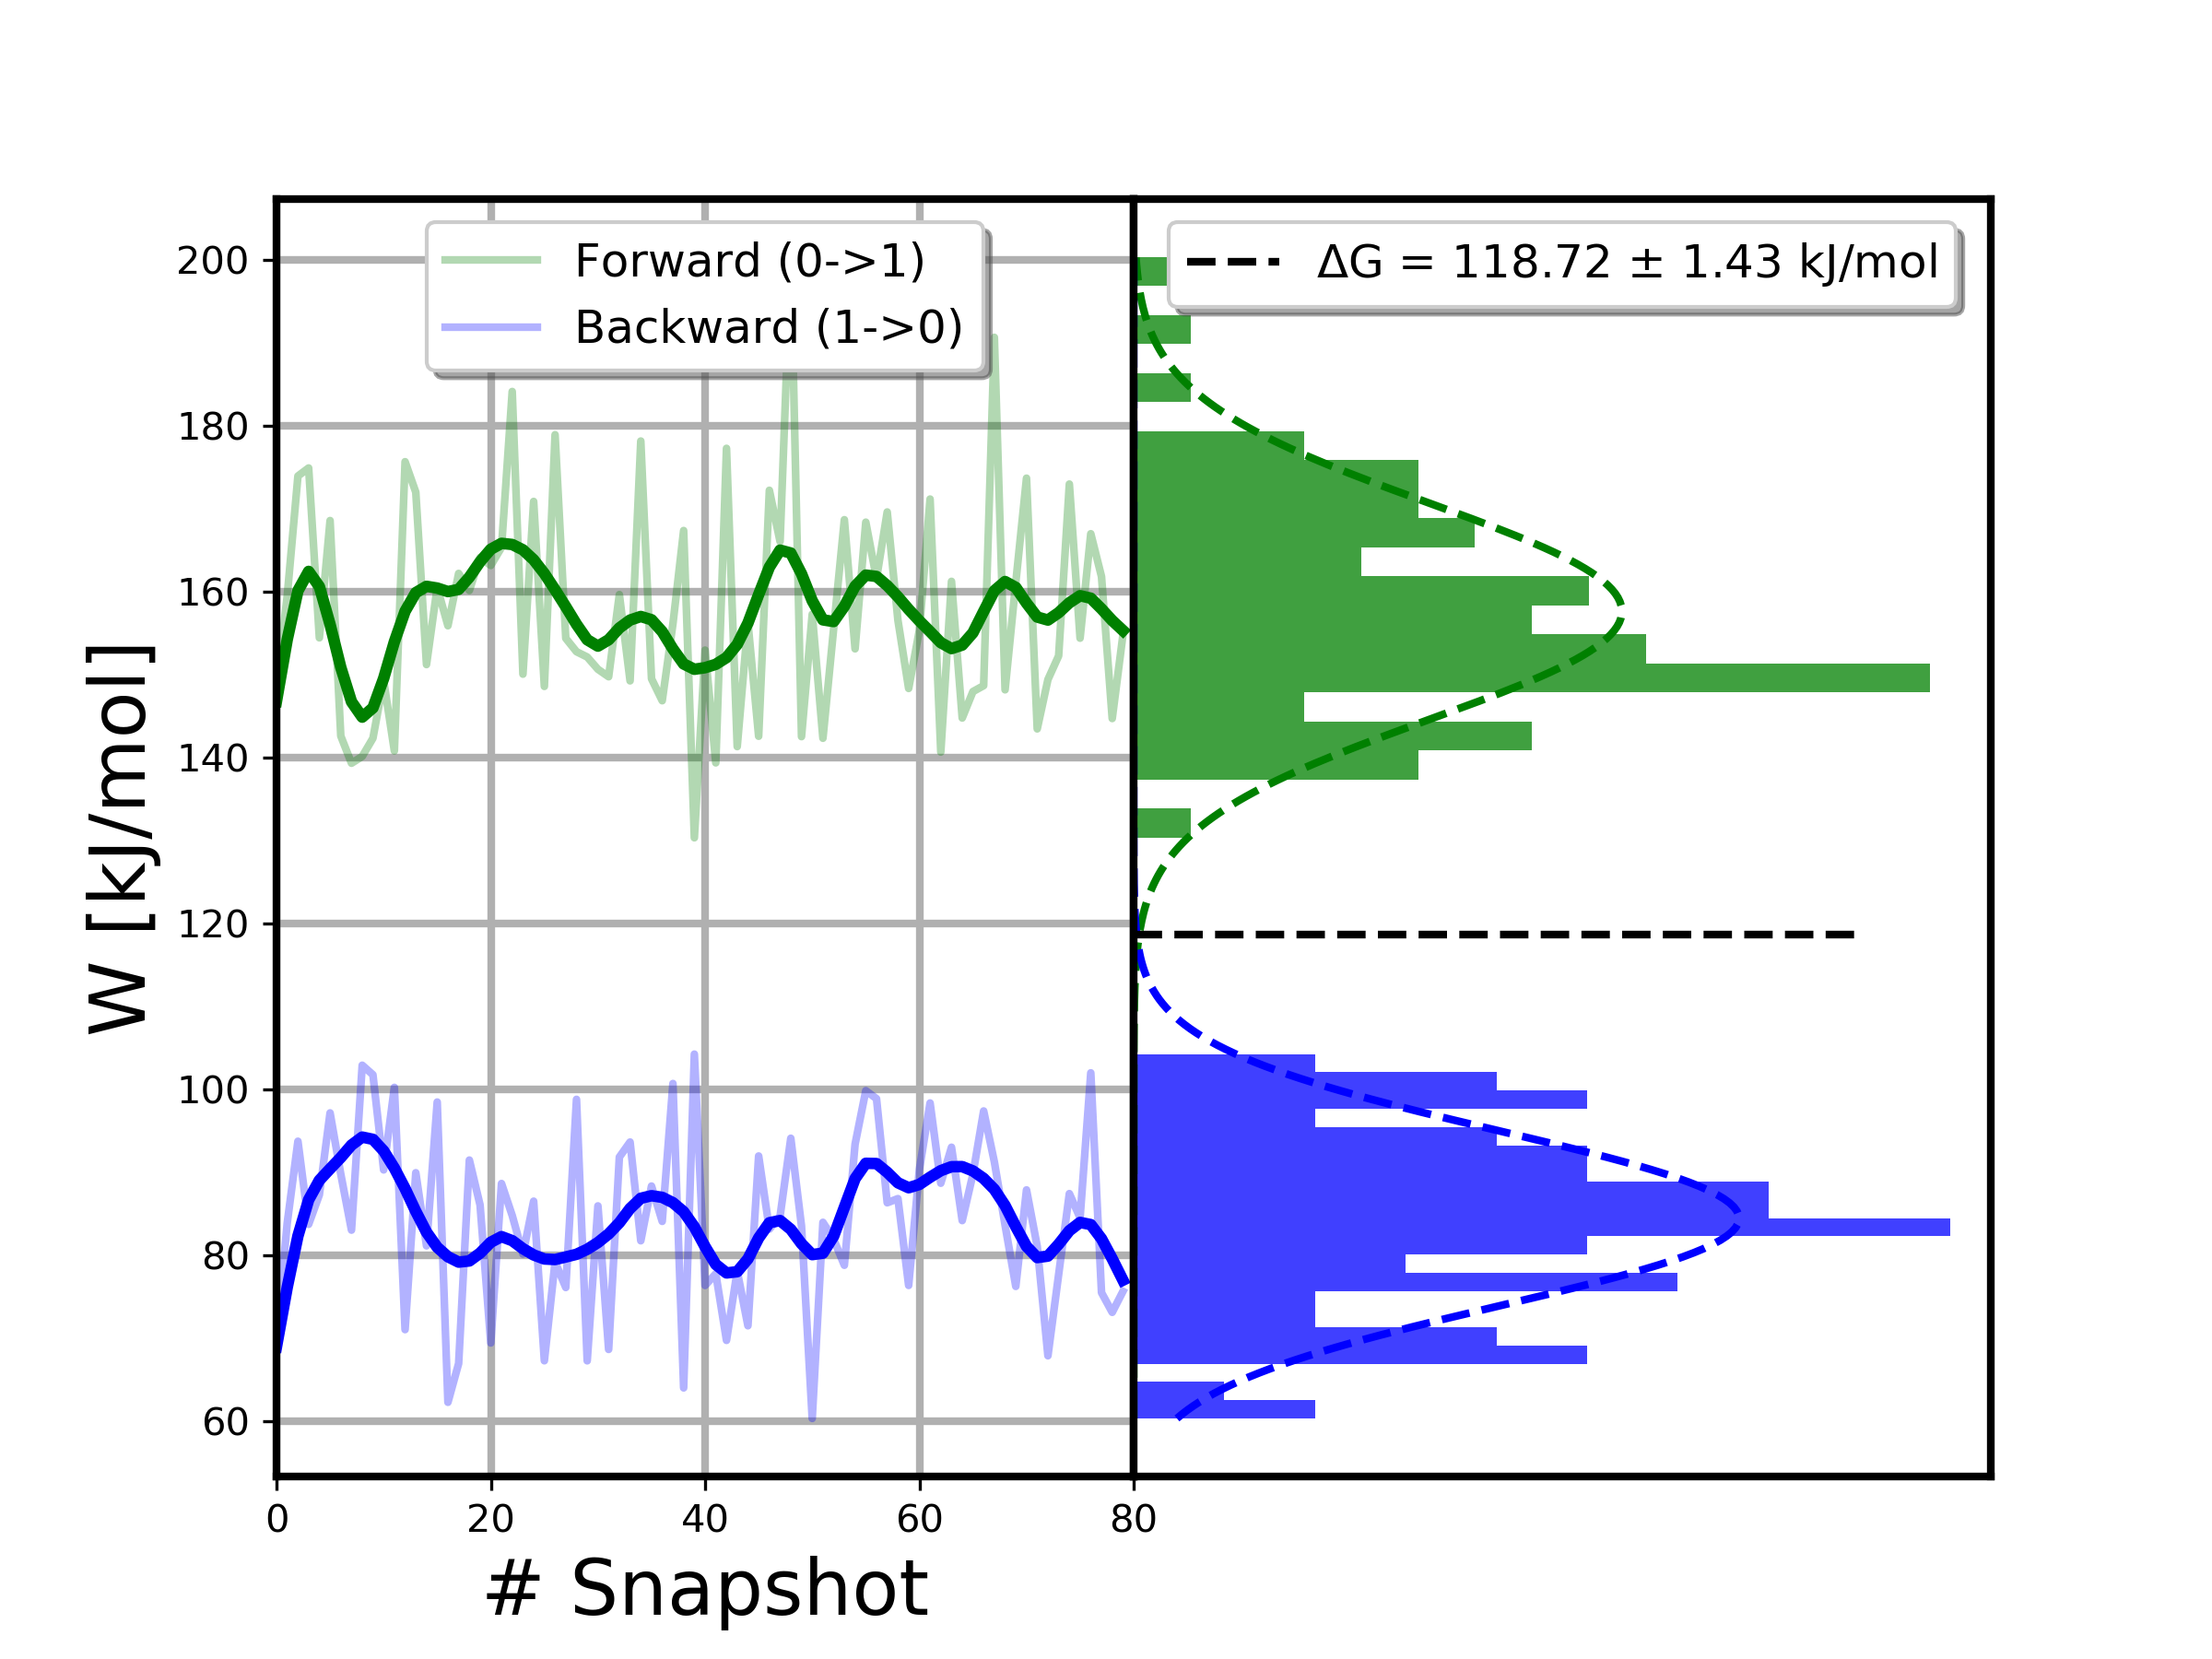 Forward (0->1)
Backward (1->0)
ΔG = 118.72 ± 1.43 kJ/mol
W [kJ/mol]
200
180
160
140
120
100
80
60
0
20
40
60
80
# Snapshot